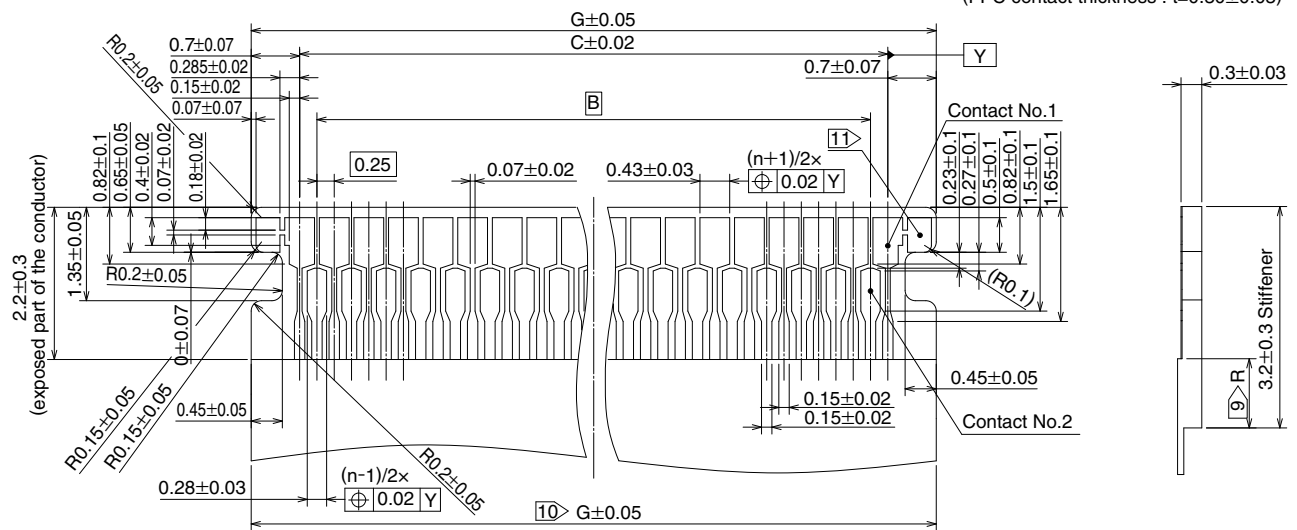 G±0.05
0.7±0.07
C±0.02
Y
R0.2±0.05
0.285±0.02
0.7±0.07
0.3±0.03
0.15±0.02
B
Contact No.1
0.07±0.07
11
0.25
0.07±0.02
0.43±0.03
(n+1)/2×
0.02 Y
2.2±0.3
(exposed part of the conductor)
1.35±0.05
0.82±0.1
0.65±0.05
0.4±0.02
0.07±0.02
0.18±0.02
0.23±0.1
0.27±0.1
0.5±0.1
0.82±0.1
1.5±0.1
1.65±0.1
R0.2±0.05
(R0.1)
0±0.07
3.2±0.3 Stiffener
9 R
R0.15±0.05
R0.15±0.05
0.45±0.05
0.45±0.05
0.15±0.02
0.15±0.02
Contact No.2
R0.2±0.05
0.28±0.03
(n-1)/2×
0.02 Y
10 G±0.05